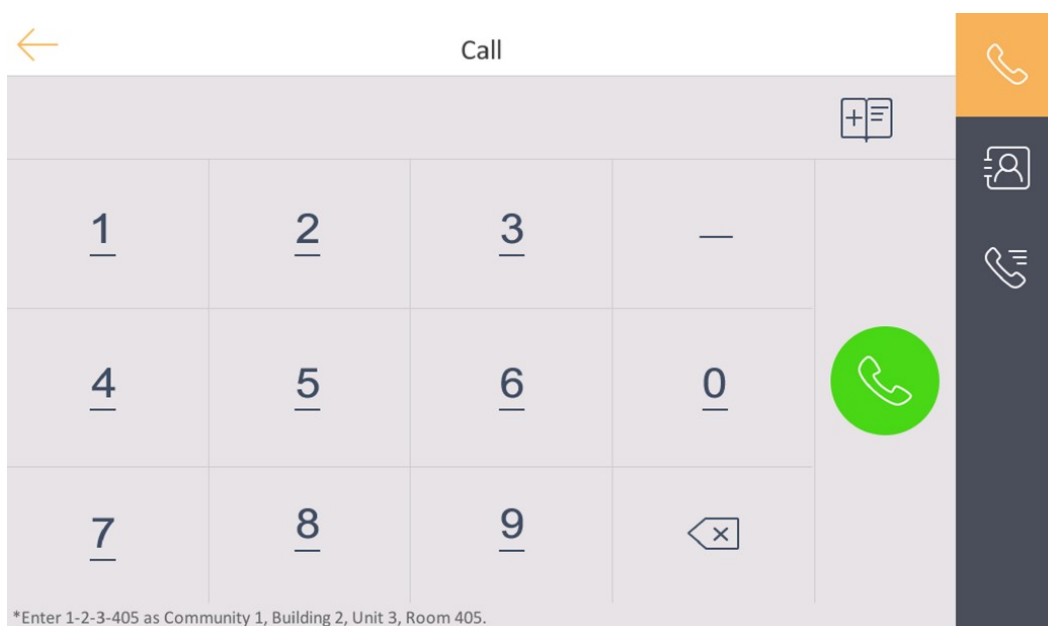 Call
1 2 3 —
4 5 6 0
7 8 9
*Enter 1-2-3-405 as Community 1, Building 2, Unit 3, Room 405.